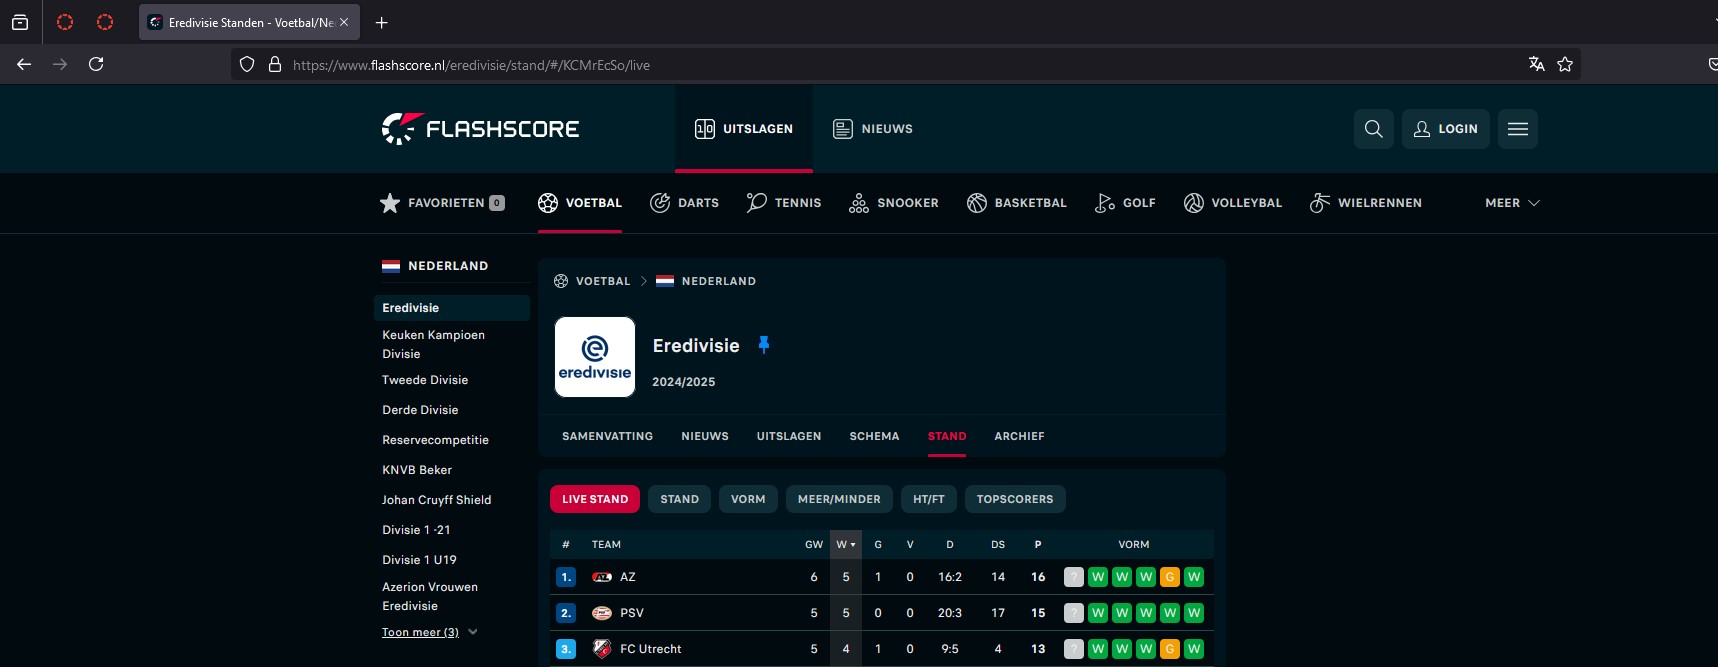 Eredivisie Standen - Voetbal/Ne
https://www.flashscore.nl/eredivisie/stand/#/KCMrEcSo/live
FLASHSCORE
UITSLAGEN
NIEUWS
LOGIN
FAVORIETEN 0
VOETBAL
DARTS
TENNIS
SNOOKER
BASKETBAL
GOLF
VOLLEYBAL
WIELRENNEN
MEER
NEDERLAND
Eredivisie
Keuken Kampioen
Divisie
Tweede Divisie
Derde Divisie
Reservecompetitie
KNVB Beker
Johan Cruyff Shield
Divisie 1 -21
Divisie 1 U19
Azerion Vrouwen
Eredivisie
Toon meer (3)
VOETBAL > NEDERLAND
eredivisie
Eredivisie
2024/2025
SAMENVATTING NIEUWS UITSLAGEN SCHEMA STAND ARCHIEF
LIVE STAND STAND VORM MEER/MINDER HT/FT TOPSCORERS
# TEAM GW W G V D DS P VORM
1. AZ 6 5 1 0 16:2 14 16 ? W W W G W
2. PSV 5 5 0 0 20:3 17 15 ? W W W W W
3. FC Utrecht 5 4 1 0 9:5 4 13 ? W W W G W